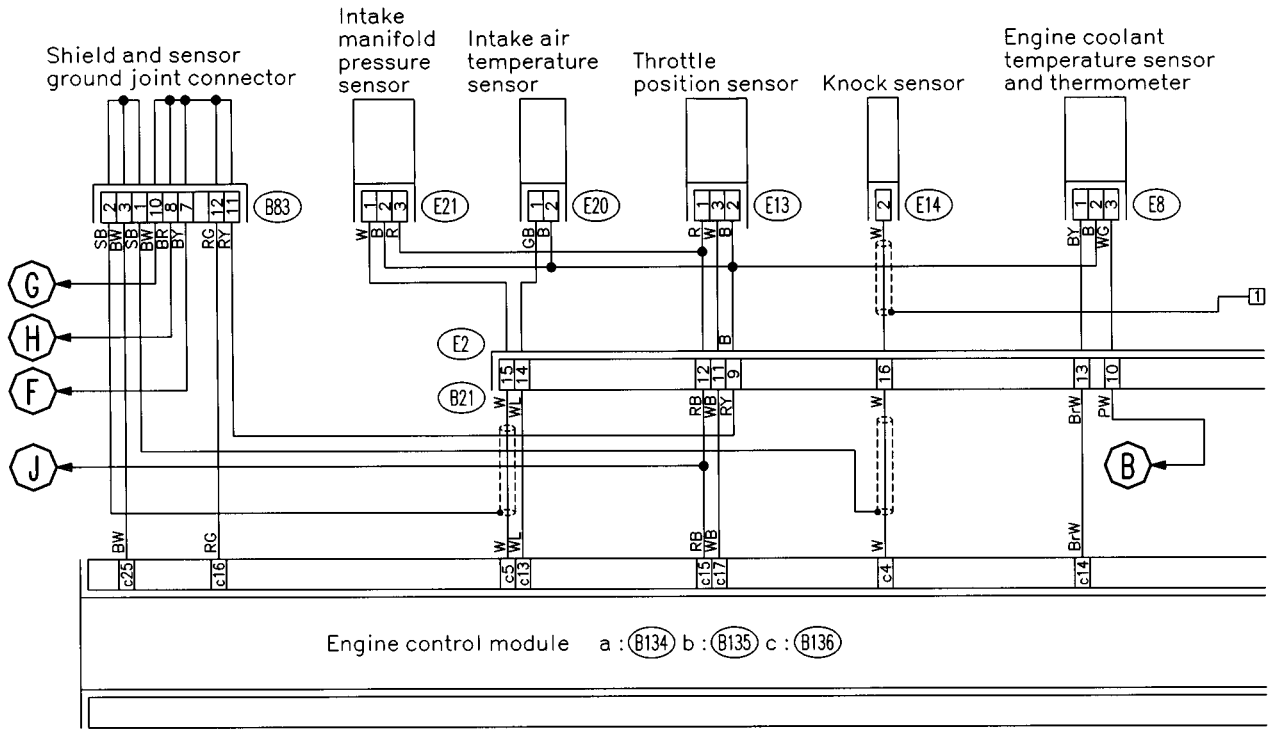 Shield and sensor
ground joint connector
Intake
manifold
pressure
sensor
Intake air
temperature
sensor
Throttle
position sensor
Knock sensor
Engine coolant
temperature sensor
and thermometer
2 3 1 10 8 7 12 11
B83
1 2 3
E21
1 2
E20
1 3 2
E13
2
E14
1 2 3
E8
SB BW SB BW BR BY RG RY
W B R
GB B
R W B
W
BY B WG
G
1
H
B
E2
15 14 12 11 9 16 13 10
F
B21
W WL RB WB RY W BrW PW
J
B
BW RG W WL RB WB W BrW
c25 c16 c5 c13 c15 c17 c4 c14
Engine control module a : B134 b : B135 c : B136